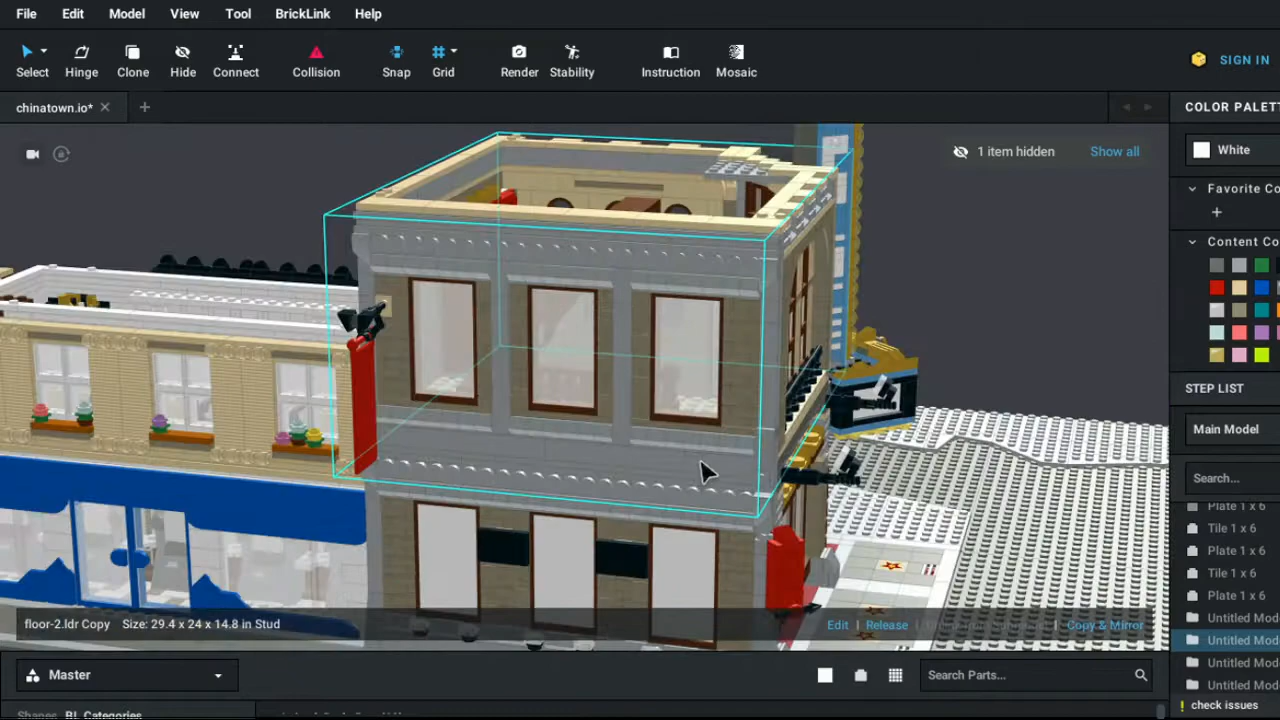 File Edit Model View Tool BrickLink Help
Select Hinge Clone Hide Connect Collision Snap Grid Render Stability Instruction Mosaic SIGN IN
chinatown.io*
COLOR PALET
1 item hidden Show all
White
Favorite Co
Content Co
STEP LIST
Main Model
Search...
Plate 1 x 6
Tile 1 x 6
Plate 1 x 6
Tile 1 x 6
Plate 1 x 6
Untitled Mod
Untitled Mod
Untitled Mod
Untitled Mod
floor-2.ldr Copy Size: 29.4 x 24 x 14.8 in Stud Edit | Release | Copy & Mirror
Master Search Parts...
check issues
Shapes BL Categories